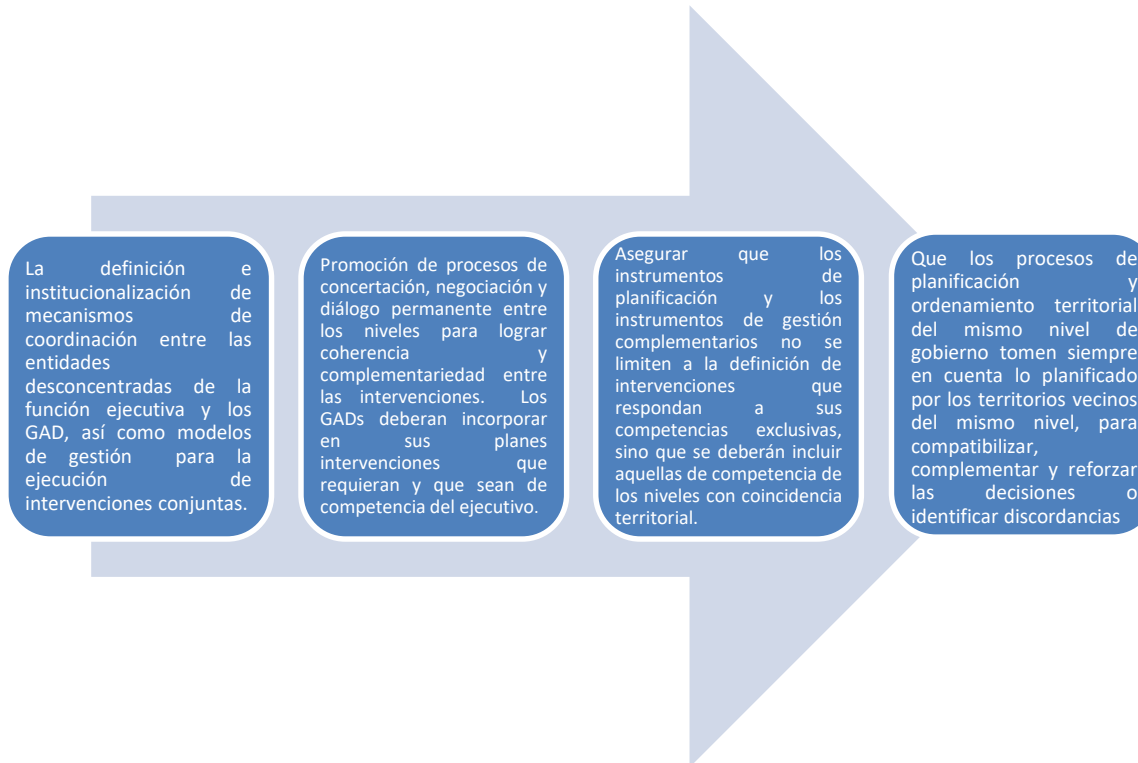 La definición e
institucionalización de
mecanismos de
coordinación entre las
entidades
desconcentradas de la
función ejecutiva y los
GAD, así como modelos
de gestión para la
ejecución de
intervenciones conjuntas.
Promoción de procesos de
concertación, negociación y
diálogo permanente entre
los niveles para lograr
coherencia y
complementariedad entre
las intervenciones. Los
GADs deberan incorporar
en sus planes
intervenciones que
requieran y que sean de
competencia del ejecutivo.
Asegurar que los
instrumentos de
planificación y los
instrumentos de gestión
complementarios no se
limiten a la definición de
intervenciones que
respondan a sus
competencias exclusivas,
sino que se deberán incluir
aquellas de competencia de
los niveles con coincidencia
territorial.
Que los procesos de
planificación y
ordenamiento territorial
del mismo nivel de
gobierno tomen siempre
en cuenta lo planificado
por los territorios vecinos
del mismo nivel, para
compatibilizar,
complementar y reforzar
las decisiones o
identificar discordancias